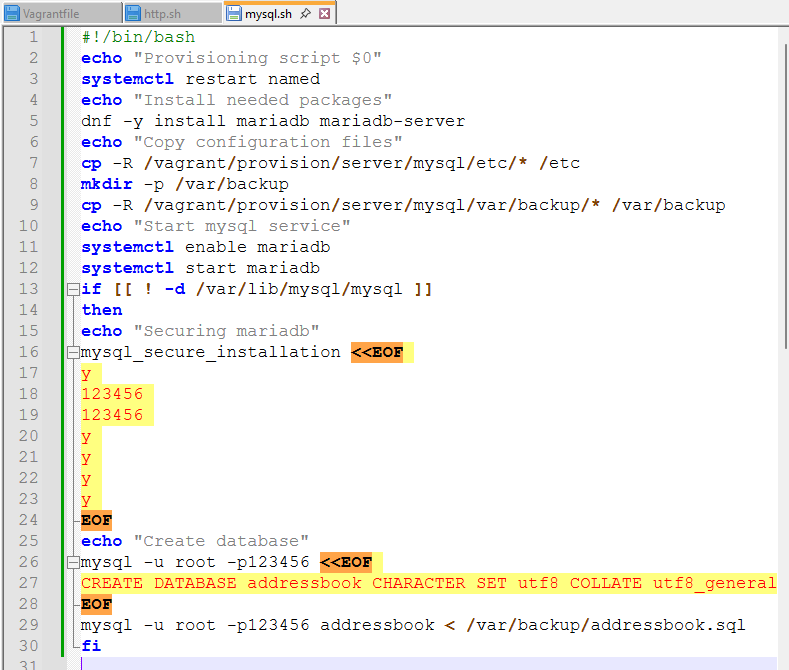 Vagrantfile http.sh mysql.sh
1 #!/bin/bash
2 echo "Provisioning script $0"
3 systemctl restart named
4 echo "Install needed packages"
5 dnf -y install mariadb mariadb-server
6 echo "Copy configuration files"
7 cp -R /vagrant/provision/server/mysql/etc/* /etc
8 mkdir -p /var/backup
9 cp -R /vagrant/provision/server/mysql/var/backup/* /var/backup
10 echo "Start mysql service"
11 systemctl enable mariadb
12 systemctl start mariadb
13 if [[ ! -d /var/lib/mysql/mysql ]]
14 then
15 echo "Securing mariadb"
16 mysql_secure_installation <<EOF
17 y
18 123456
19 123456
20 y
21 y
22 y
23 y
24 EOF
25 echo "Create database"
26 mysql -u root -p123456 <<EOF
27 CREATE DATABASE addressbook CHARACTER SET utf8 COLLATE utf8_general
28 EOF
29 mysql -u root -p123456 addressbook < /var/backup/addressbook.sql
30 fi
31